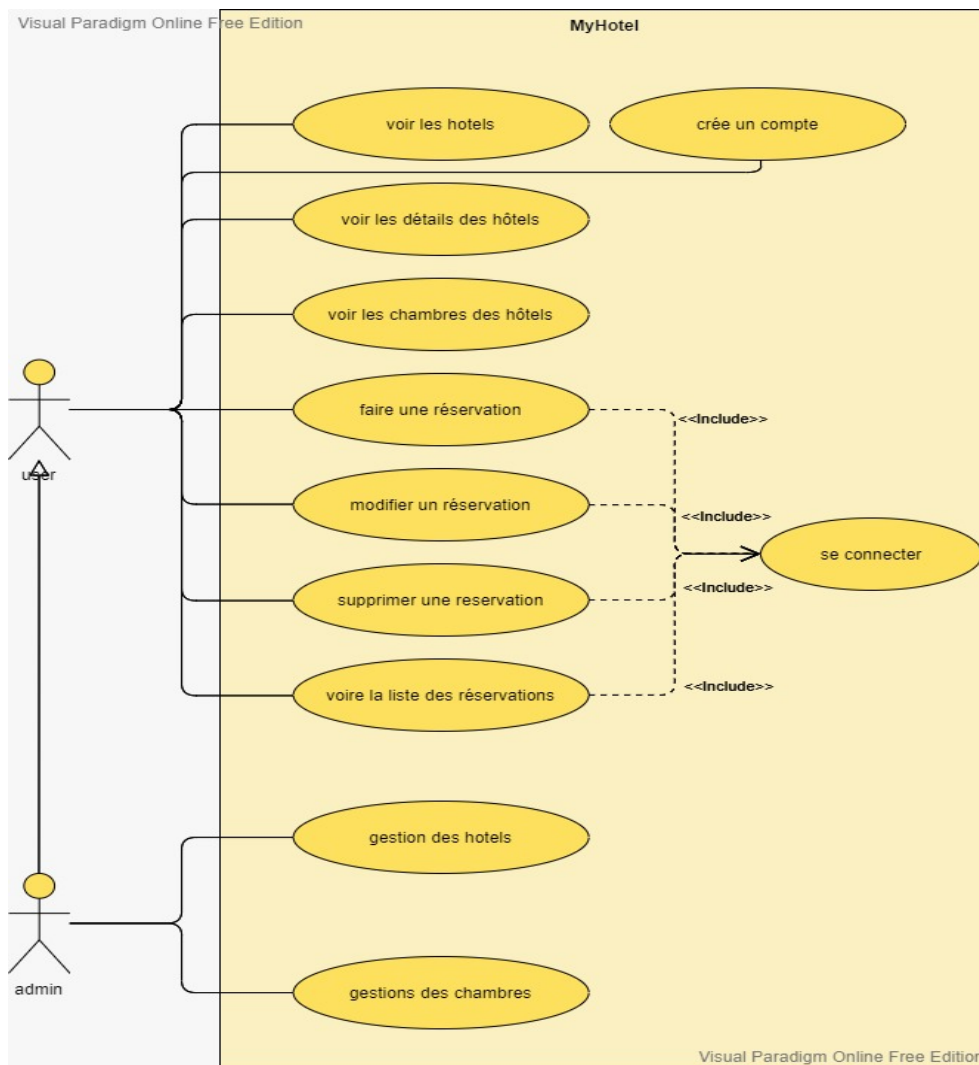 Visual Paradigm Online Free Edition
MyHotel
voir les hotels
crée un compte
voir les détails des hôtels
voir les chambres des hôtels
user
faire une réservation
<<Include>>
modifier un réservation
<<Include>>
se connecter
supprimer une reservation
<<Include>>
voire la liste des réservations
<<Include>>
gestion des hotels
admin
gestions des chambres
Visual Paradigm Online Free Edition